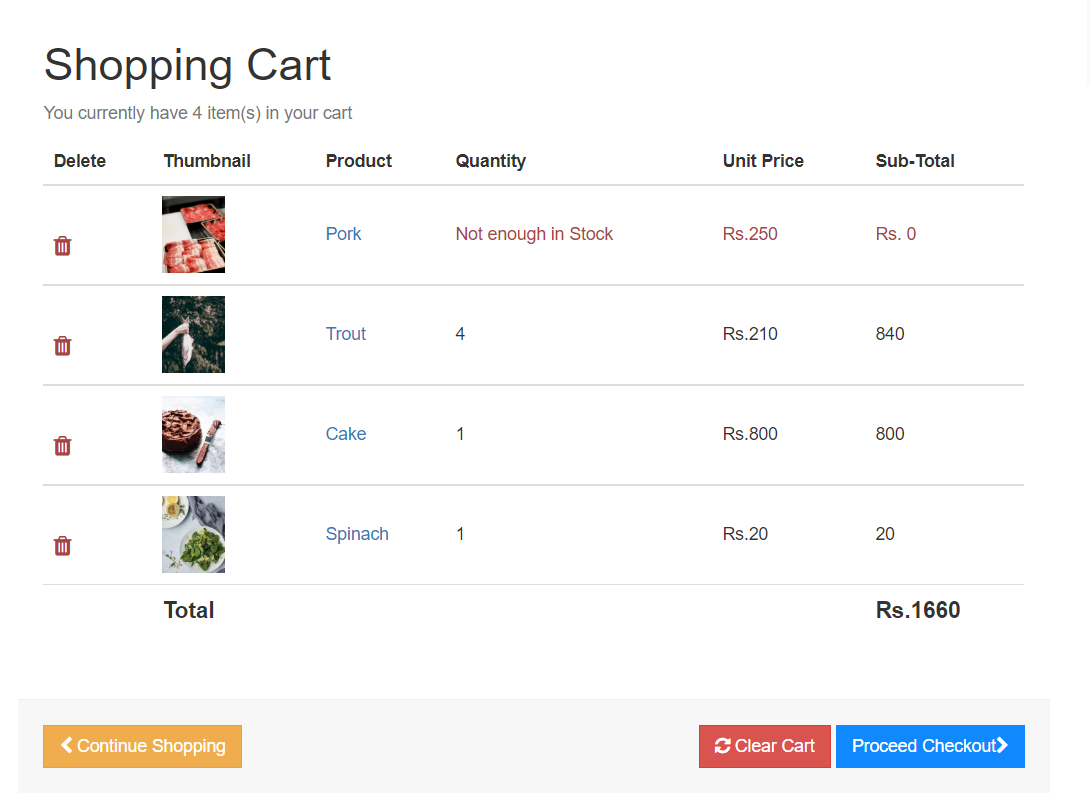 Shopping Cart
You currently have 4 item(s) in your cart
Delete Thumbnail Product Quantity Unit Price Sub-Total
Pork Not enough in Stock Rs.250 Rs. 0
Trout 4 Rs.210 840
Cake 1 Rs.800 800
Spinach 1 Rs.20 20
Total Rs.1660
Continue Shopping Clear Cart Proceed Checkout